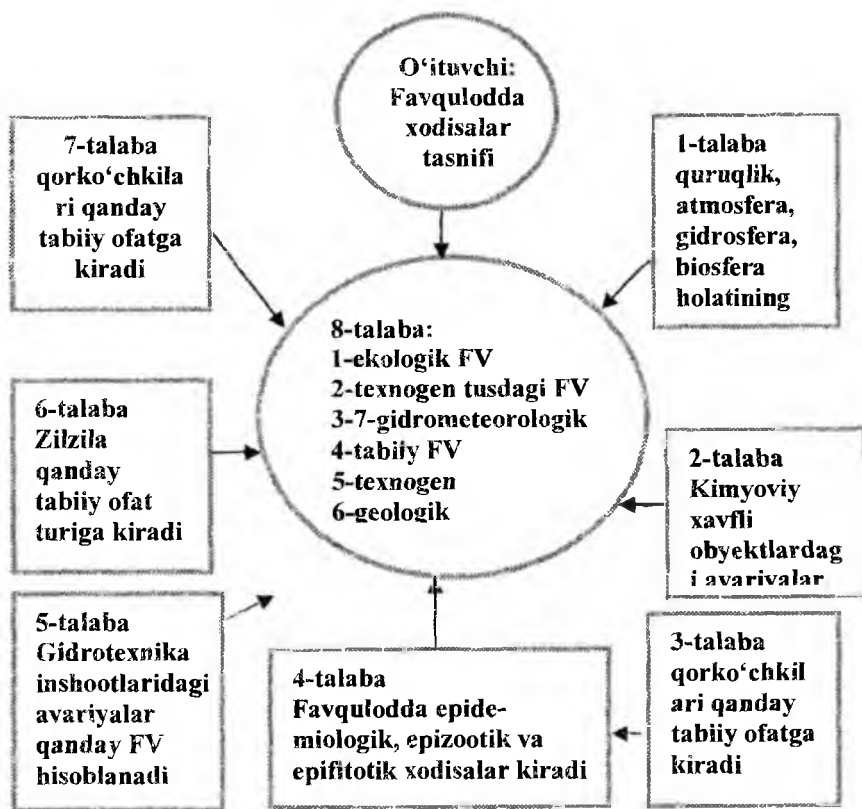 O‘ituvchi:
Favqulodda
xodisalar
tasnifi
7-talaba
qorko‘chkila
ri qanday
tabiiy ofatga
kiradi
1-talaba
quruqlik,
atmosfera,
gidrosfera,
biosfera
holatining
8-talaba:
1-ekologik FV
2-texnogen tusdagi FV
3-7-gidrometeorologik
4-tabiiy FV
5-texnogen
6-geologik
6-talaba
Zilzila
qanday
tabiiy ofat
turiga kiradi
2-talaba
Kimyoviy
xavfli
obyektlardag
i avariyalar
5-talaba
Gidrotexnika
inshootlaridagi
avariyalar
qanday FV
hisoblanadi
4-talaba
Favqulodda epide-
miologik, epizootik va
epifitotik xodisalar kiradi
3-talaba
qorko‘chkil
ari qanday
tabiiy ofatga
kiradi